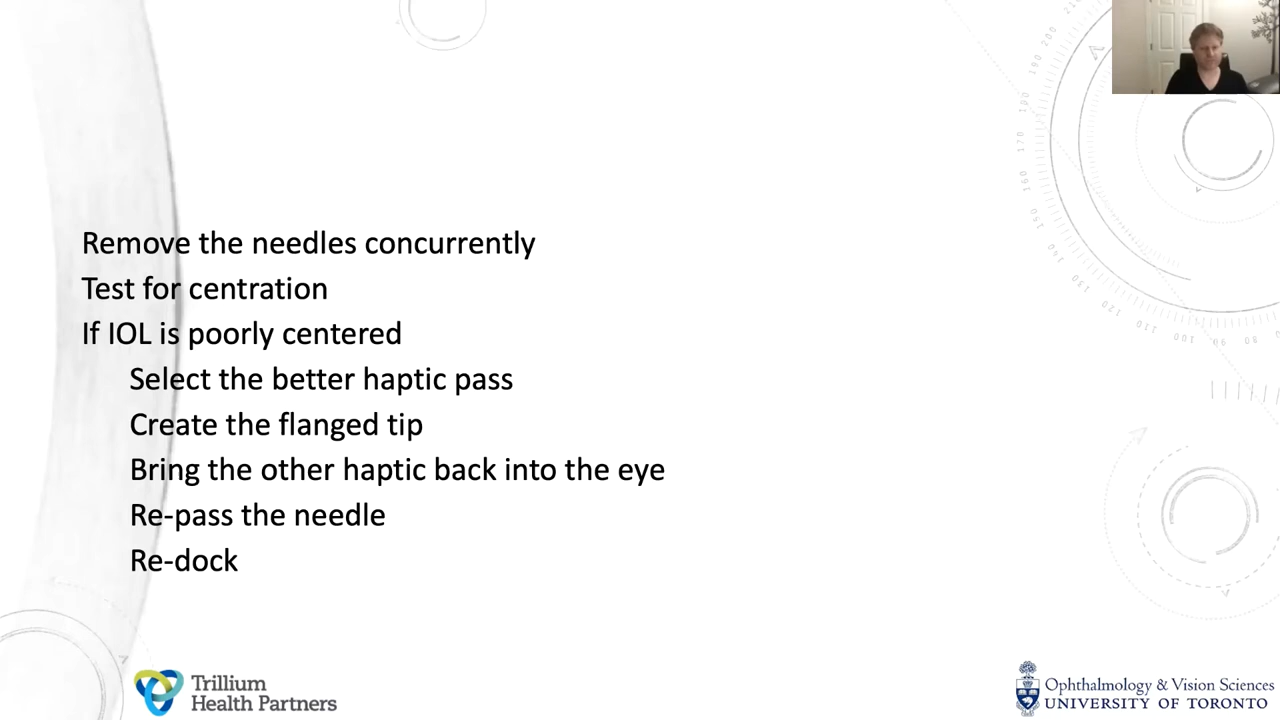 Remove the needles concurrently
Test for centration
If IOL is poorly centered
Select the better haptic pass
Create the flanged tip
Bring the other haptic back into the eye
Re-pass the needle
Re-dock
Trillium
Health Partners
Ophthalmology & Vision Sciences
UNIVERSITY OF TORONTO